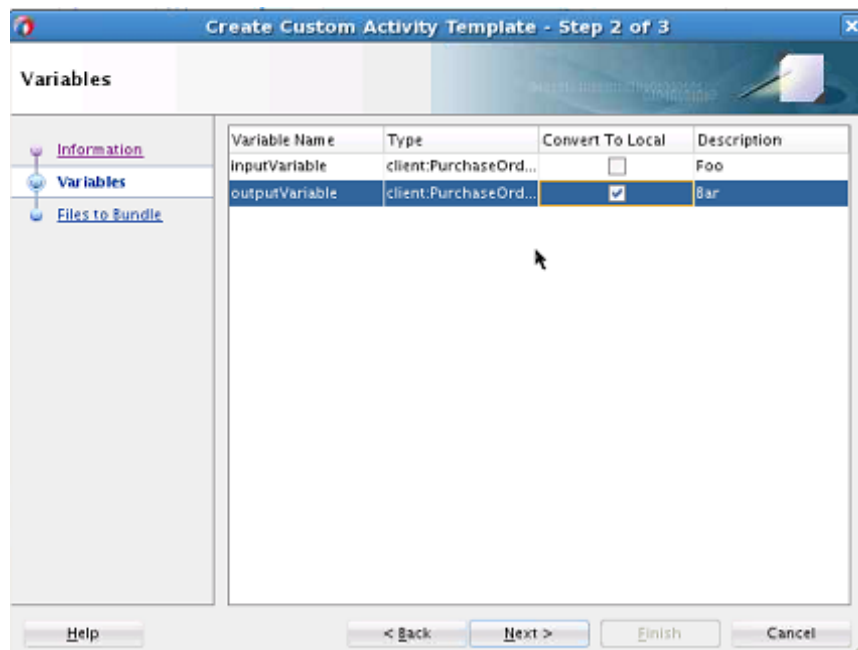 Create Custom Activity Template - Step 2 of 3
Variables
Information
Variables
Files to Bundle
Variable Name Type Convert To Local Description
inputVariable client:PurchaseOrd... Foo
outputVariable client:PurchaseOrd... Bar
Help < Back Next > Finish Cancel